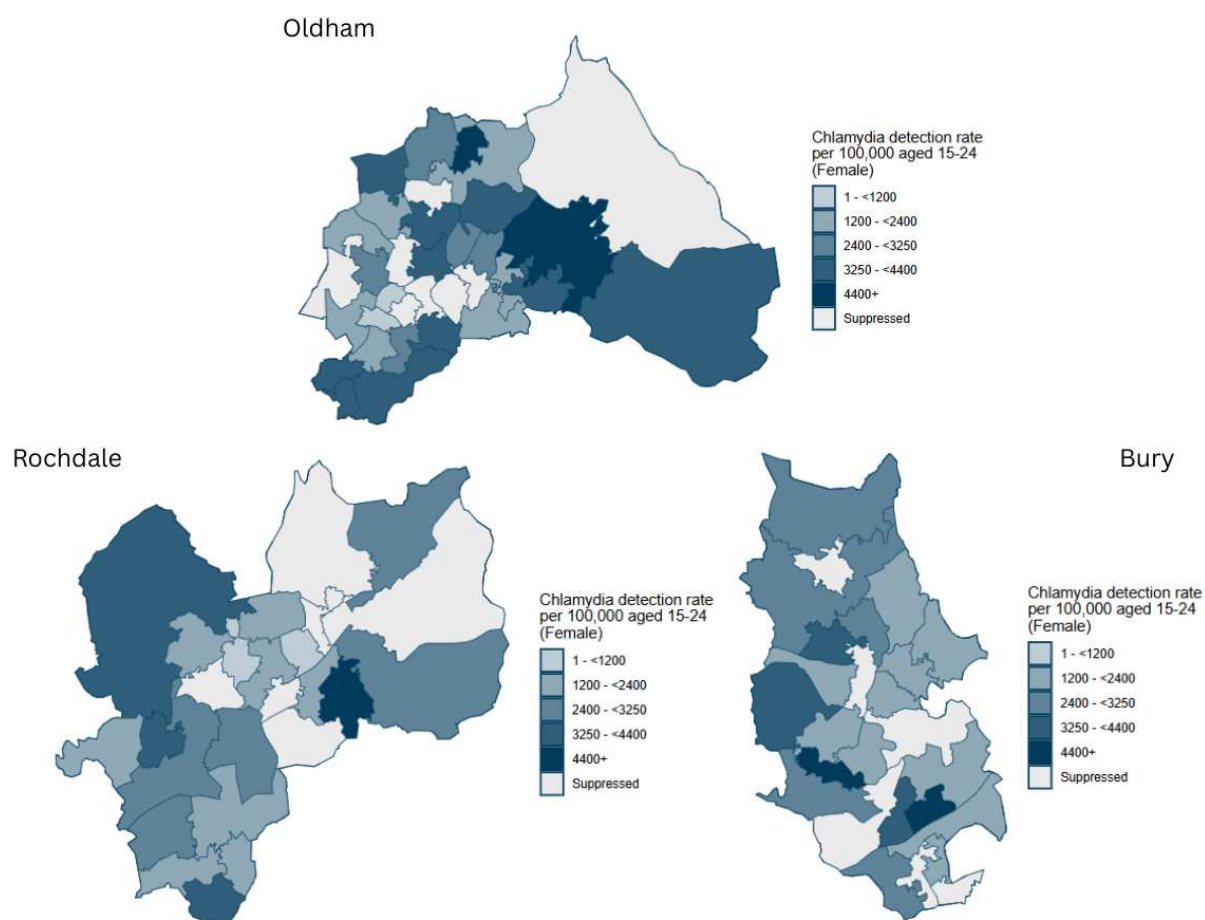 Oldham
Chlamydia detection rate
per 100,000 aged 15-24
(Female)
1 - <1200
1200 - <2400
2400 - <3250
3250 - <4400
4400+
Suppressed
Rochdale
Chlamydia detection rate
per 100,000 aged 15-24
(Female)
1 - <1200
1200 - <2400
2400 - <3250
3250 - <4400
4400+
Suppressed
Bury
Chlamydia detection rate
per 100,000 aged 15-24
(Female)
1 - <1200
1200 - <2400
2400 - <3250
3250 - <4400
4400+
Suppressed